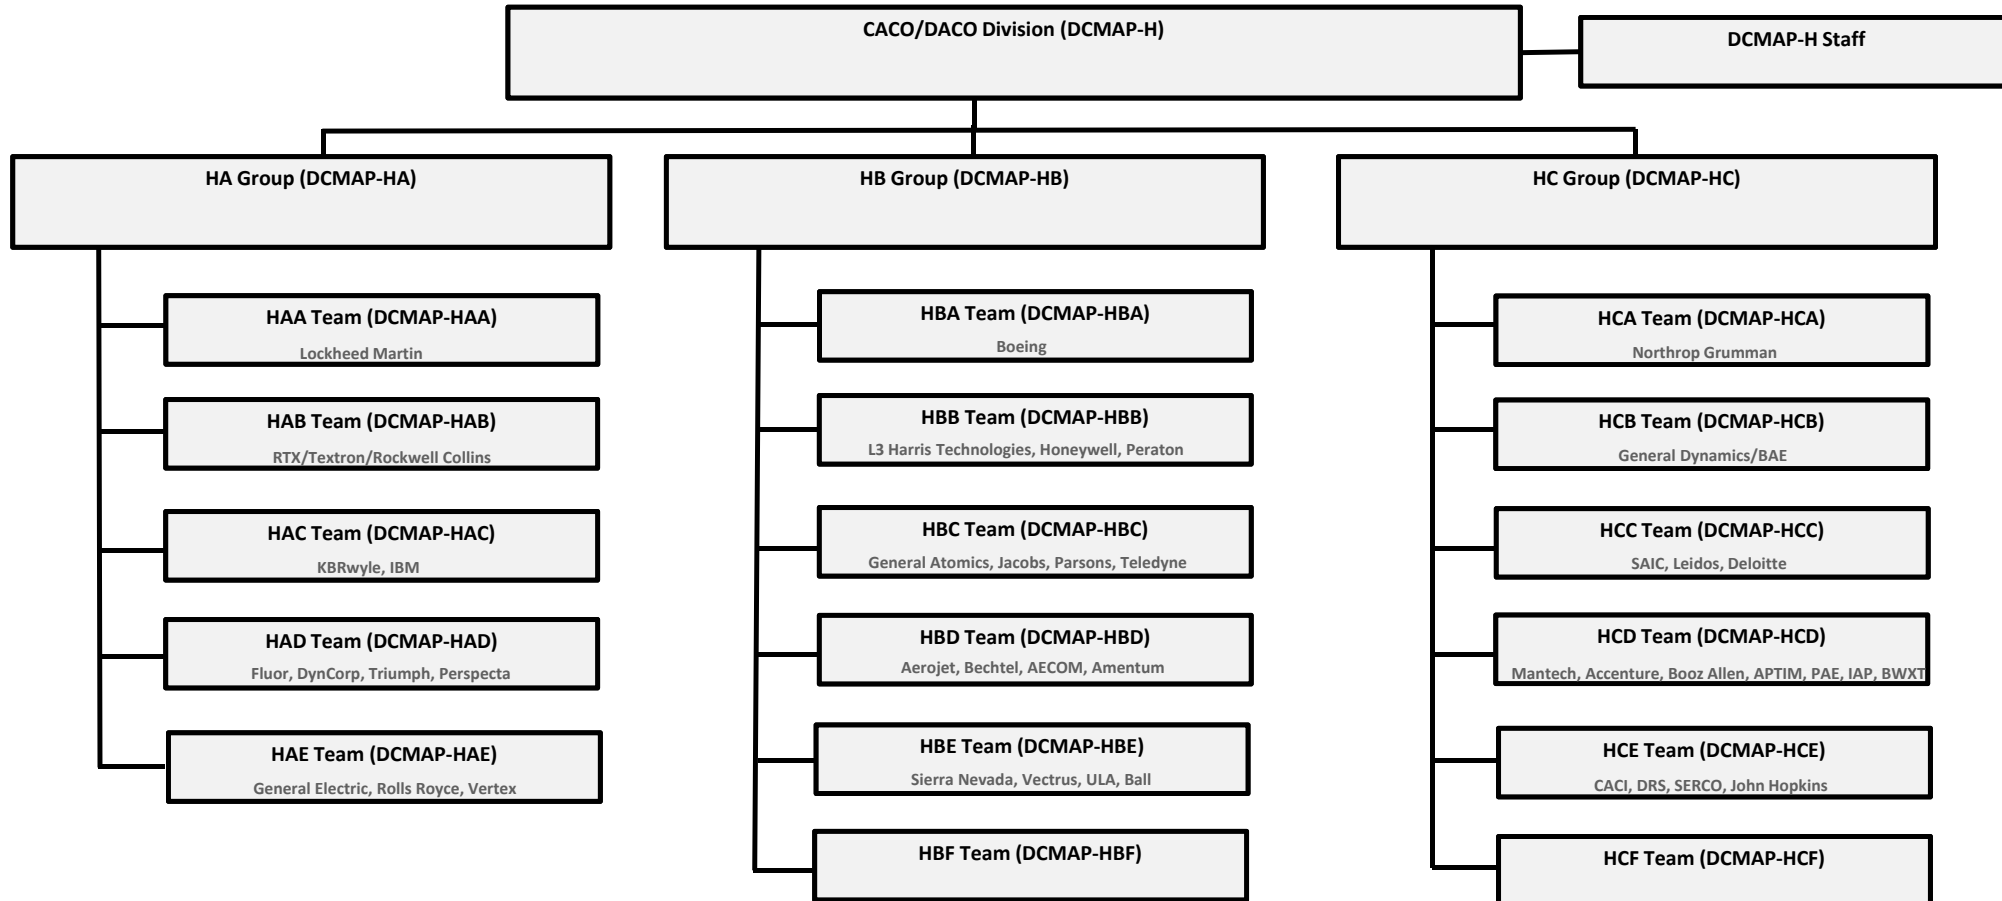 CACO/DACO Division (DCMAP-H)
DCMAP-H Staff
HA Group (DCMAP-HA)
HB Group (DCMAP-HB)
HC Group (DCMAP-HC)
HAA Team (DCMAP-HAA)
Lockheed Martin
HAB Team (DCMAP-HAB)
RTX/Textron/Rockwell Collins
HAC Team (DCMAP-HAC)
KBRwyle, IBM
HAD Team (DCMAP-HAD)
Fluor, DynCorp, Triumph, Perspecta
HAE Team (DCMAP-HAE)
General Electric, Rolls Royce, Vertex
HBA Team (DCMAP-HBA)
Boeing
HBB Team (DCMAP-HBB)
L3 Harris Technologies, Honeywell, Peraton
HBC Team (DCMAP-HBC)
General Atomics, Jacobs, Parsons, Teledyne
HBD Team (DCMAP-HBD)
Aerojet, Bechtel, AECOM, Amentum
HBE Team (DCMAP-HBE)
Sierra Nevada, Vectrus, ULA, Ball
HBF Team (DCMAP-HBF)
HCA Team (DCMAP-HCA)
Northrop Grumman
HCB Team (DCMAP-HCB)
General Dynamics/BAE
HCC Team (DCMAP-HCC)
SAIC, Leidos, Deloitte
HCD Team (DCMAP-HCD)
Mantech, Accenture, Booz Allen, APTIM, PAE, IAP, BWXT
HCE Team (DCMAP-HCE)
CACI, DRS, SERCO, John Hopkins
HCF Team (DCMAP-HCF)